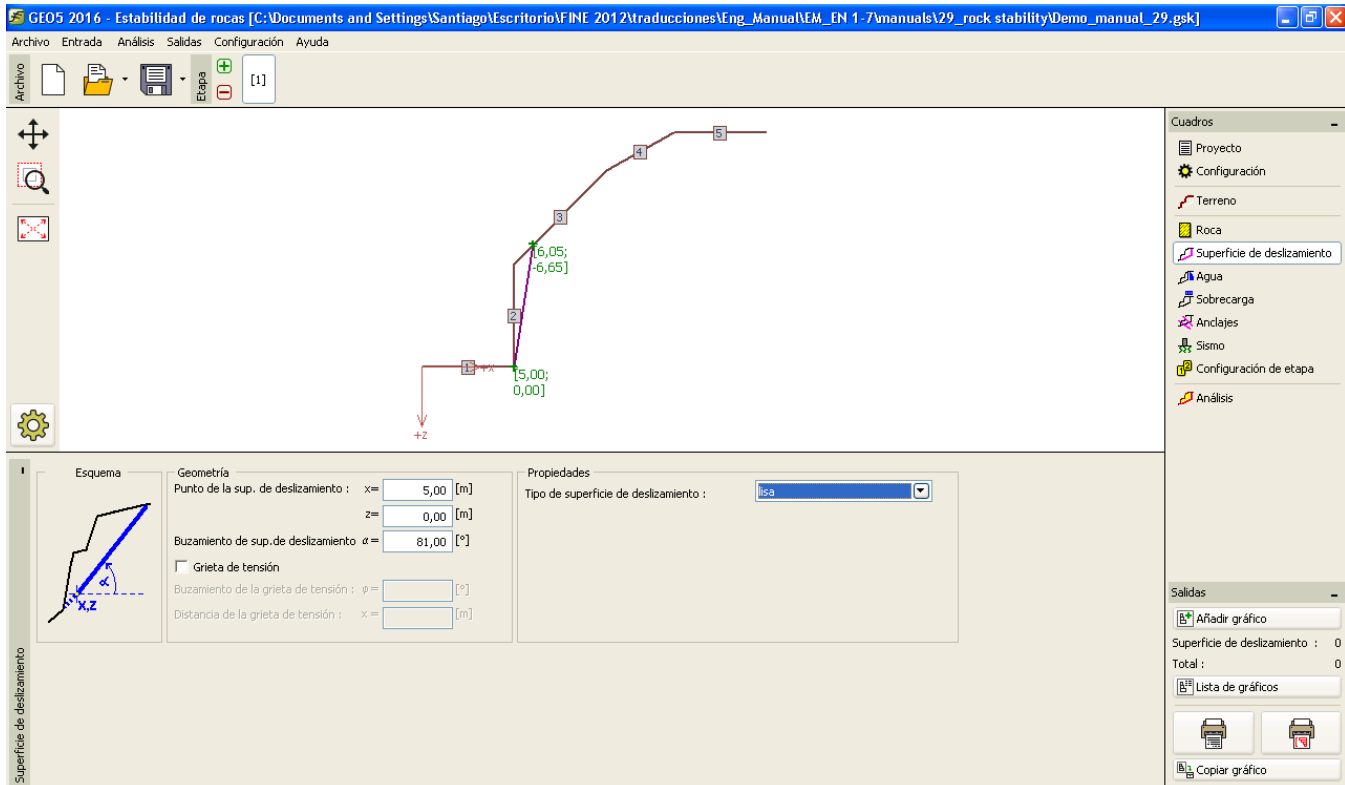 GEO5 2016 - Estabilidad de rocas [C:\Documents and Settings\Santiago\Escritorio\FINE 2012\traducciones\Eng_Manual\EM_EN 1-7\manuals\29_rock stability\Demo_manual_29.gsk]
Archivo Entrada Análisis Salidas Configuración Ayuda
Archivo
Etapa
[1]
5
4
3
[6,05;
-6,65]
2
1
+x
[5,00;
0,00]
+z
Cuadros
Proyecto
Configuración
Terreno
Roca
Superficie de deslizamiento
Agua
Sobrecarga
Anclajes
Sismo
Configuración de etapa
Análisis
Superficie de deslizamiento
Esquema
α
x,z
Geometría
Punto de la sup. de deslizamiento : x= 5,00 [m]
z= 0,00 [m]
Buzamiento de sup.de deslizamiento α = 81,00 [°]
Grieta de tensión
Buzamiento de la grieta de tensión : φ = [°]
Distancia de la grieta de tensión : x = [m]
Propiedades
Tipo de superficie de deslizamiento : lisa
Salidas
Añadir gráfico
Superficie de deslizamiento : 0
Total : 0
Lista de gráficos
Copiar gráfico